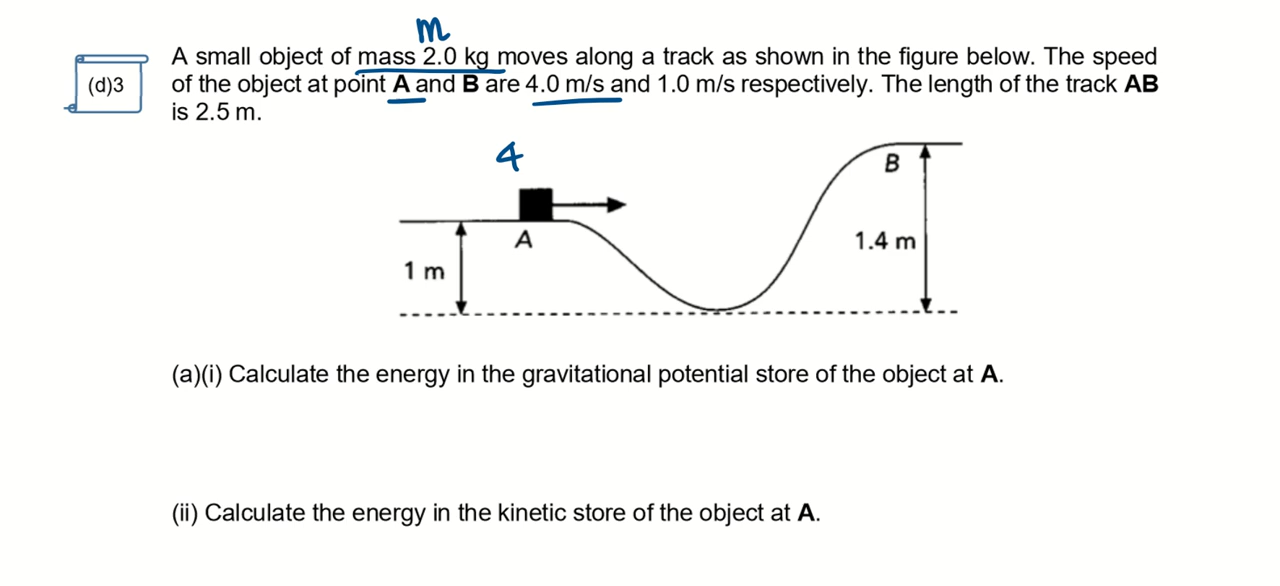 m
A small object of mass 2.0 kg moves along a track as shown in the figure below. The speed
(d)3 of the object at point A and B are 4.0 m/s and 1.0 m/s respectively. The length of the track AB
is 2.5 m.
4
B
A
1.4 m
1 m
(a)(i) Calculate the energy in the gravitational potential store of the object at A.
(ii) Calculate the energy in the kinetic store of the object at A.